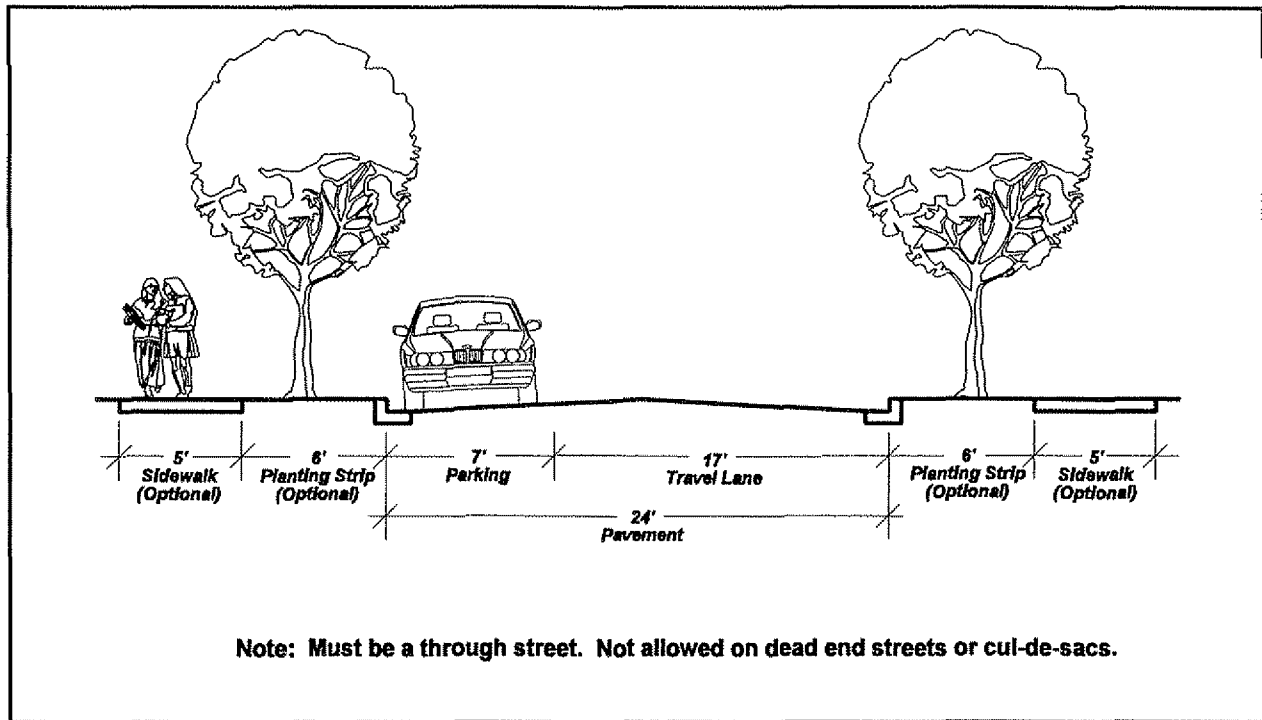 5' 6' 7' 17' 6' 5'
Sidewalk Planting Strip Parking Travel Lane Planting Strip Sidewalk
(Optional) (Optional) (Optional) (Optional)
24'
Pavement
Note: Must be a through street. Not allowed on dead end streets or cul-de-sacs.